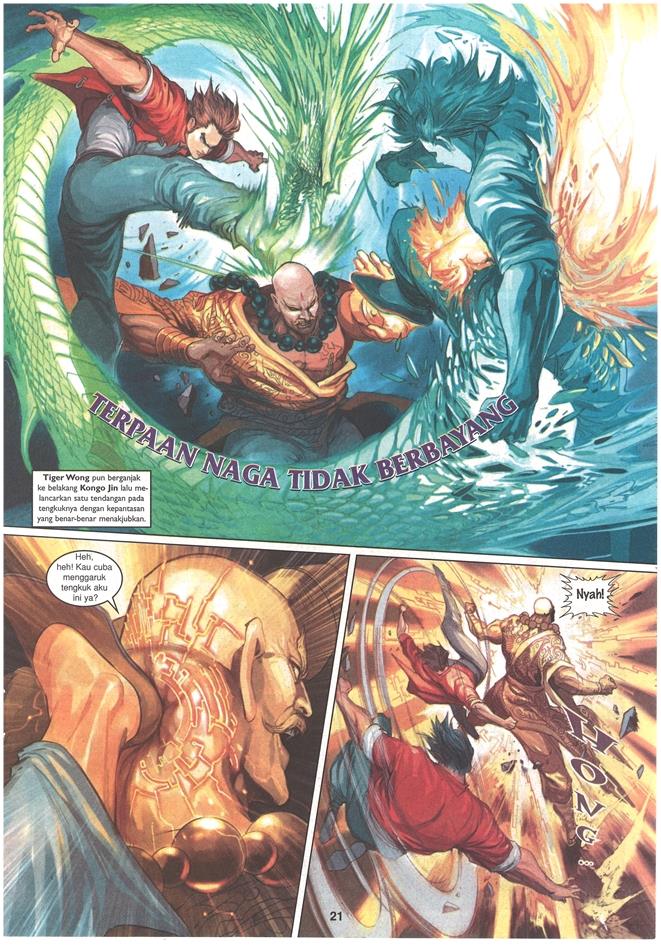 TERPAAN NAGA TIDAK BERBAYANG
Tiger Wong pun berganjak
ke belakang Kongo Jin lalu me-
lancarkan satu tendangan pada
tengkuknya dengan kepantasan
yang benar-benar menakjubkan.
Heh,
heh! Kau cuba
menggaruk
tengkuk aku
ini ya?
Nyah!
HONG...
21